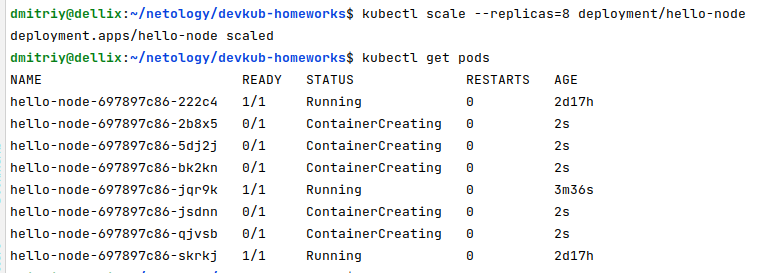 dmitriy@dellix:~/netology/devkub-homeworks$ kubectl scale --replicas=8 deployment/hello-node
deployment.apps/hello-node scaled
dmitriy@dellix:~/netology/devkub-homeworks$ kubectl get pods
NAME READY STATUS RESTARTS AGE
hello-node-697897c86-222c4 1/1 Running 0 2d17h
hello-node-697897c86-2b8x5 0/1 ContainerCreating 0 2s
hello-node-697897c86-5dj2j 0/1 ContainerCreating 0 2s
hello-node-697897c86-bk2kn 0/1 ContainerCreating 0 2s
hello-node-697897c86-jqr9k 1/1 Running 0 3m36s
hello-node-697897c86-jsdnn 0/1 ContainerCreating 0 2s
hello-node-697897c86-qjvsb 0/1 ContainerCreating 0 2s
hello-node-697897c86-skrkj 1/1 Running 0 2d17h